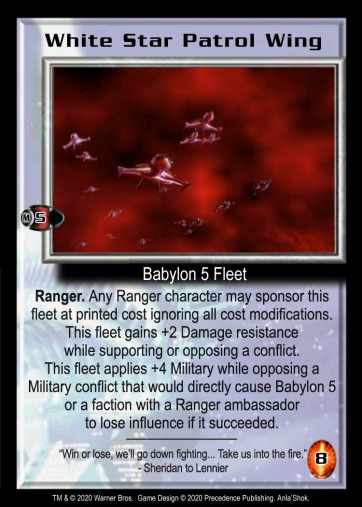 White Star Patrol Wing
M 5
Babylon 5 Fleet
Ranger. Any Ranger character may sponsor this
fleet at printed cost ignoring all cost modifications.
This fleet gains +2 Damage resistance
while supporting or opposing a conflict.
This fleet applies +4 Military while opposing a
Military conflict that would directly cause Babylon 5
or a faction with a Ranger ambassador
to lose influence if it succeeded.
"Win or lose, we'll go down fighting... Take us into the fire."
- Sheridan to Lennier
8
TM & © 2020 Warner Bros. Game Design © 2020 Precedence Publishing. Anla'Shok.